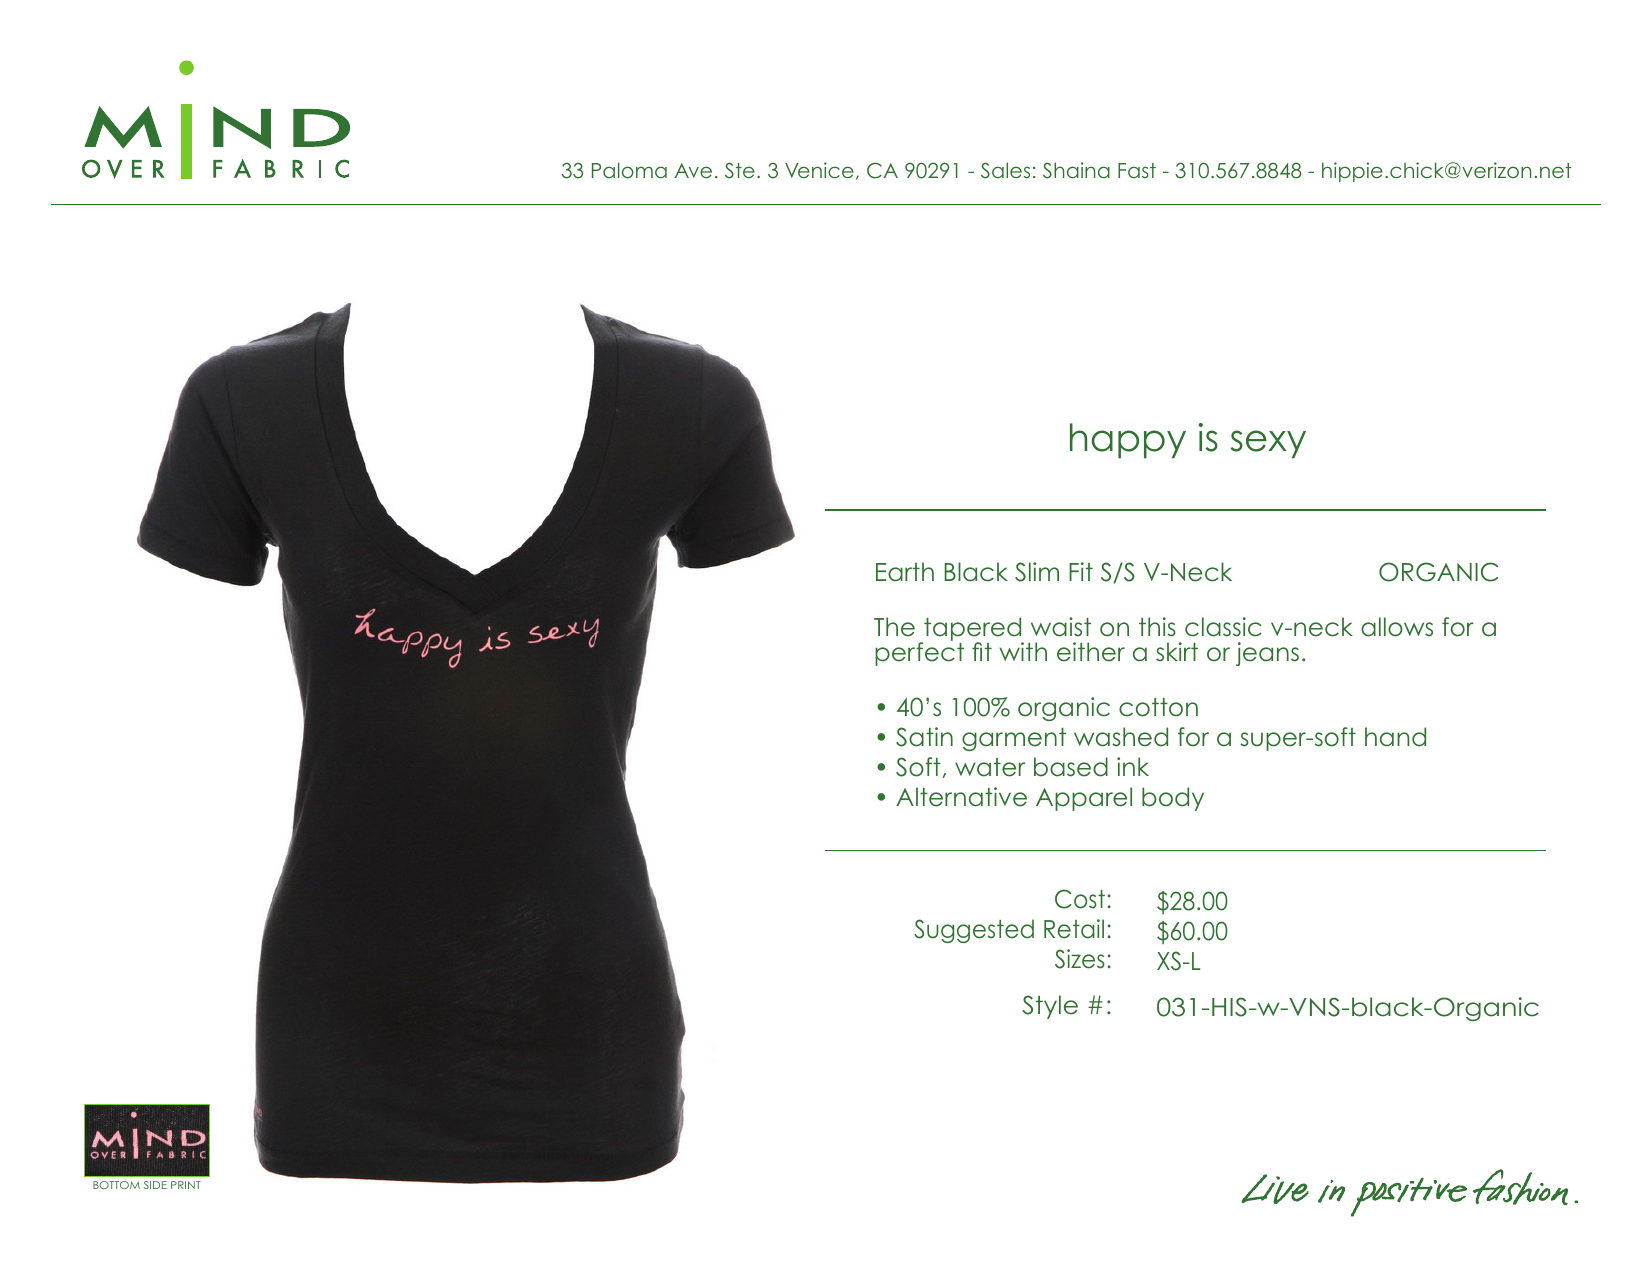 MiND
OVER FABRIC
33 Paloma Ave. Ste. 3 Venice, CA 90291 - Sales: Shaina Fast - 310.567.8848 - hippie.chick@verizon.net
happy is sexy
happy is sexy
Earth Black Slim Fit S/S V-Neck ORGANIC
The tapered waist on this classic v-neck allows for a
perfect fit with either a skirt or jeans.
• 40’s 100% organic cotton
• Satin garment washed for a super-soft hand
• Soft, water based ink
• Alternative Apparel body
Cost: $28.00
Suggested Retail: $60.00
Sizes: XS-L
Style #: 031-HIS-w-VNS-black-Organic
MiND
OVER FABRIC
BOTTOM SIDE PRINT
Live in positive fashion.